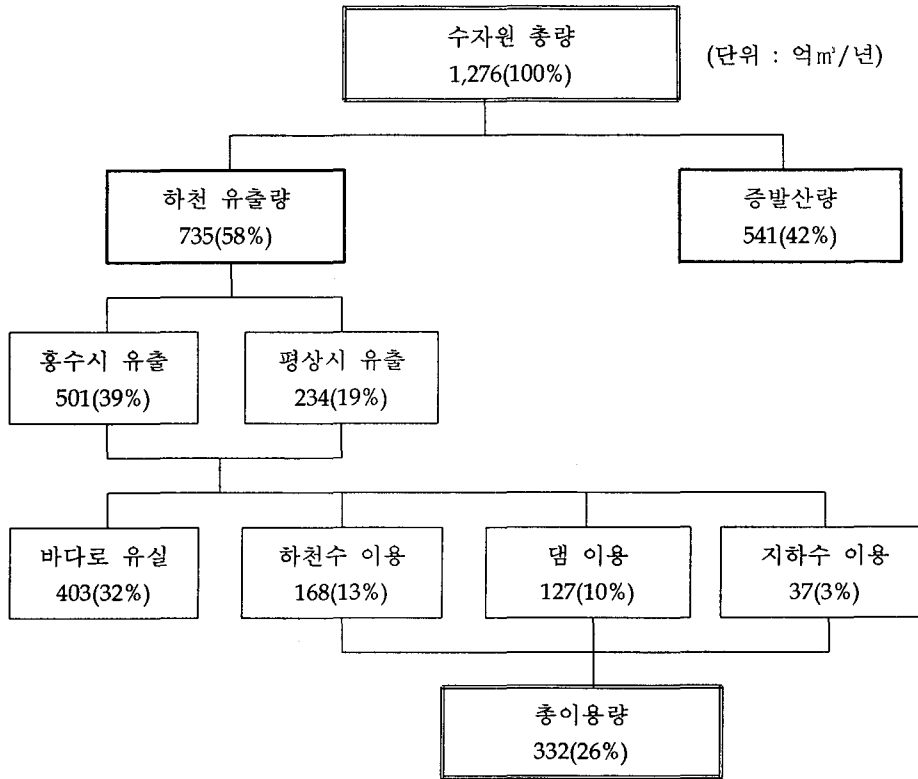 수자원 총량
1,276(100%)
(단위 : 억㎥/년)
하천 유출량
735(58%)
증발산량
541(42%)
홍수시 유출
501(39%)
평상시 유출
234(19%)
바다로 유실
403(32%)
하천수 이용
168(13%)
댐 이용
127(10%)
지하수 이용
37(3%)
총이용량
332(26%)